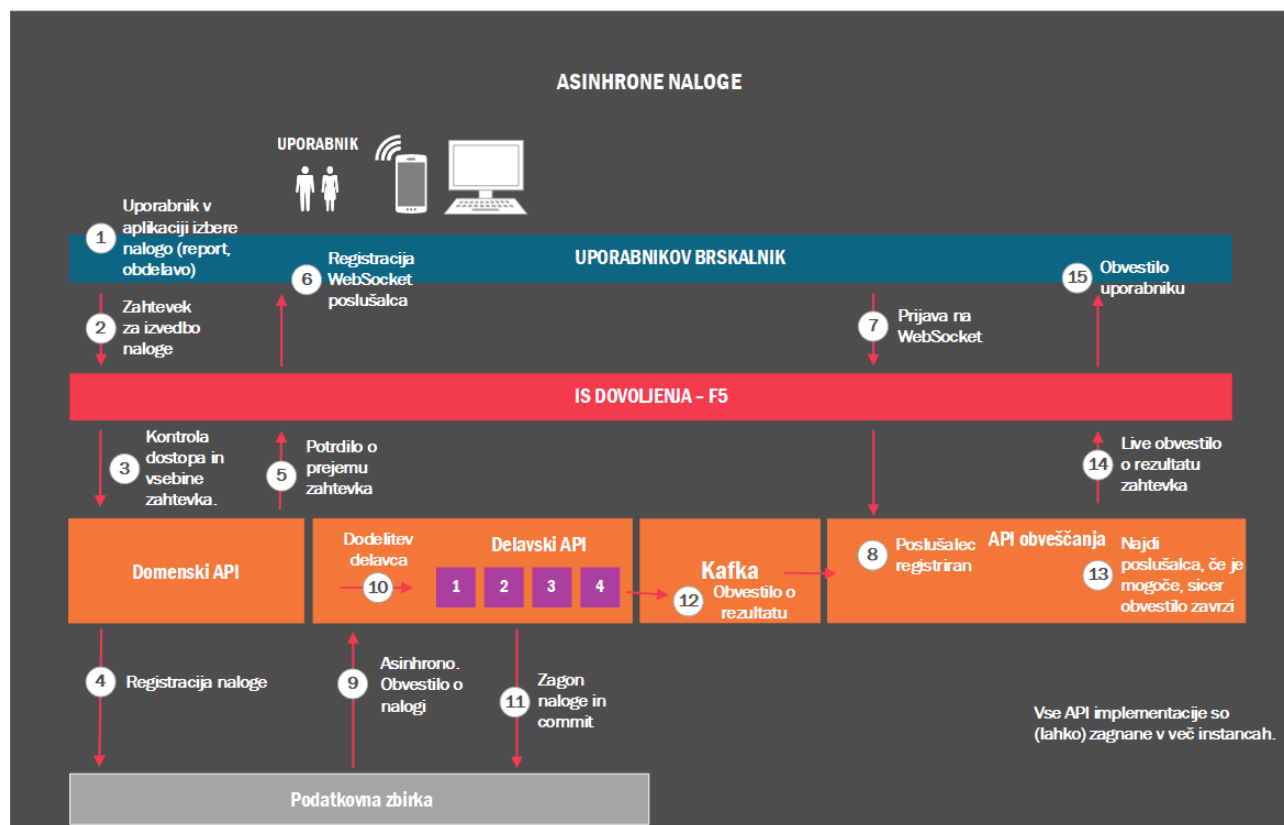 ASINHRONE NALOGE
UPORABNIK
1
Uporabnik v
aplikaciji izbere
nalogo (report,
obdelavo)
UPORABNIKOV BRSKALNIK
6
Registracija
WebSocket
poslušalca
15
Obvestilo
uporabniku
2
Zahtevek
za izvedbo
naloge
7
Prijava na
WebSocket
IS DOVOLJENJA – F5
3
Kontrola
dostopa in
vsebine
zahtevka.
5
Potrdilo o
prejemu
zahtevka
14
Live obvestilo
o rezultatu
zahtevka
Domenski API
Dodelitev
delavca
10
Delavski API
1
2
3
4
Kafka
12
Obvestilo o
rezultatu
API obveščanja
8
Poslušalec
registriran
13
Najdi
poslušalca, če je
mogoče, sicer
obvestilo zavrzi
4
Registracija naloge
9
Asinhrono.
Obvestilo o
nalogi
11
Zagon
naloge in
commit
Vse API implementacije so
(lahko) zagnane v več instancah.
Podatkovna zbirka